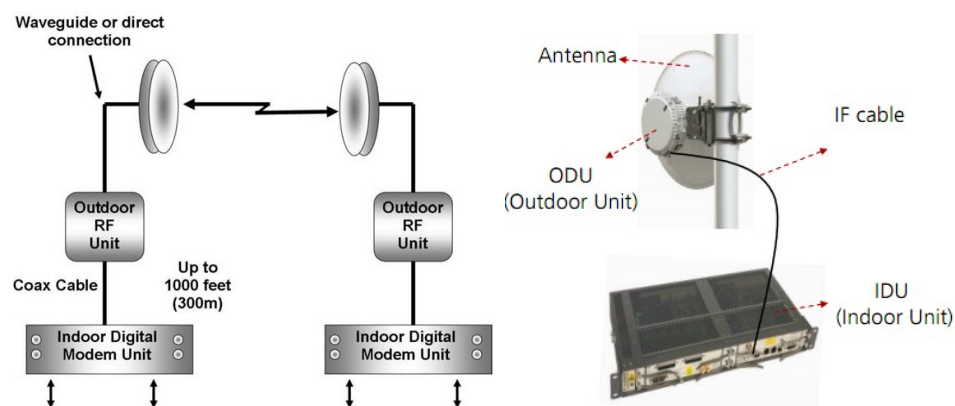 Waveguide or direct
connection
Outdoor
RF
Unit
Coax Cable
Up to
1000 feet
(300m)
Indoor Digital
Modem Unit
Outdoor
RF
Unit
Indoor Digital
Modem Unit
Antenna
IF cable
ODU
(Outdoor Unit)
IDU
(Indoor Unit)